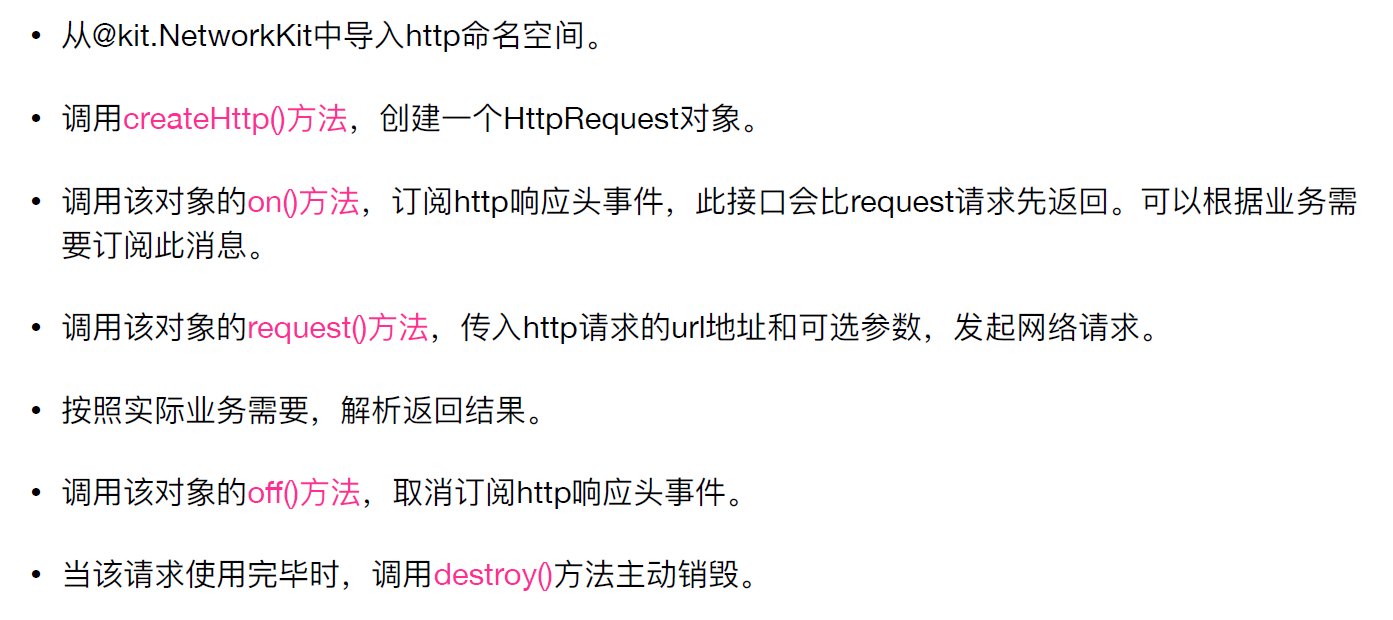 • 从@kit.NetworkKit中导入http命名空间。
• 调用createHttp()方法，创建一个HttpRequest对象。
• 调用该对象的on()方法，订阅http响应头事件，此接口会比request请求先返回。可以根据业务需
要订阅此消息。
• 调用该对象的request()方法，传入http请求的url地址和可选参数，发起网络请求。
• 按照实际业务需要，解析返回结果。
• 调用该对象的off()方法，取消订阅http响应头事件。
• 当该请求使用完毕时，调用destroy()方法主动销毁。